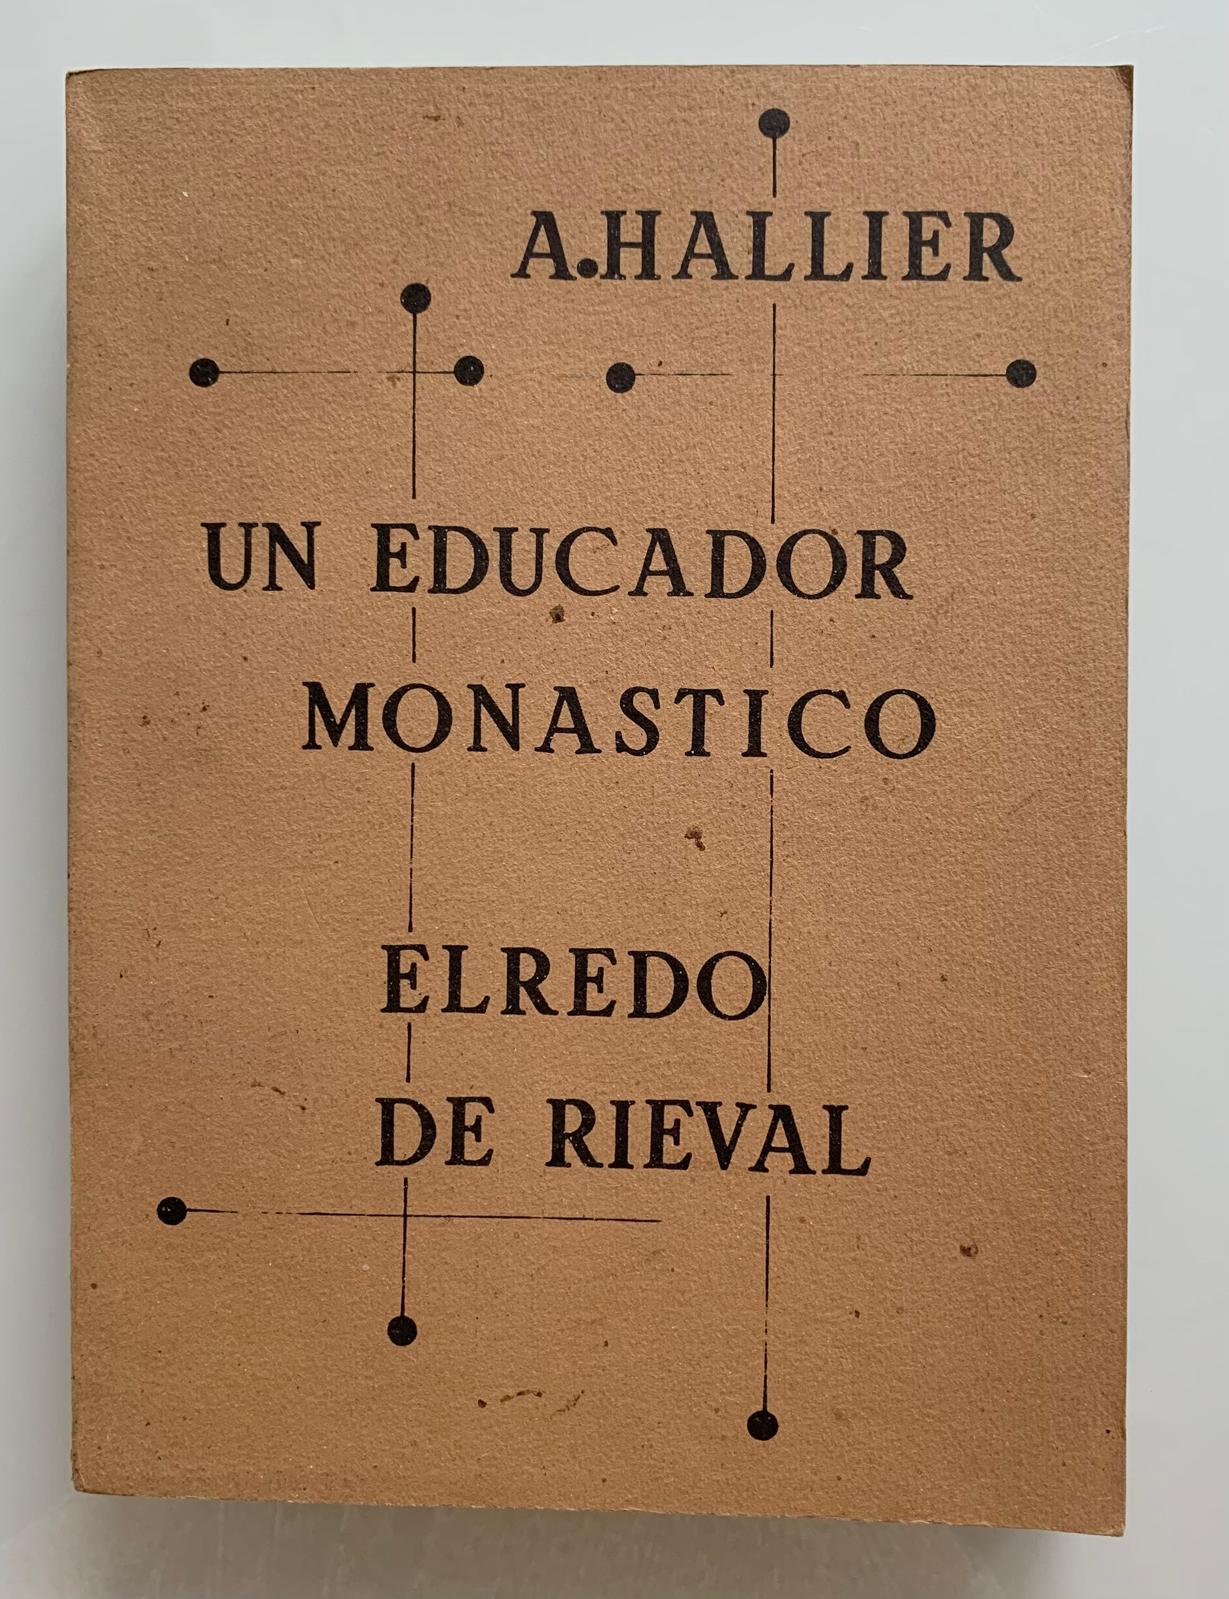 A. HALLIER
UN EDUCADOR
MONASTICO
ELREDO
DE RIEVAL